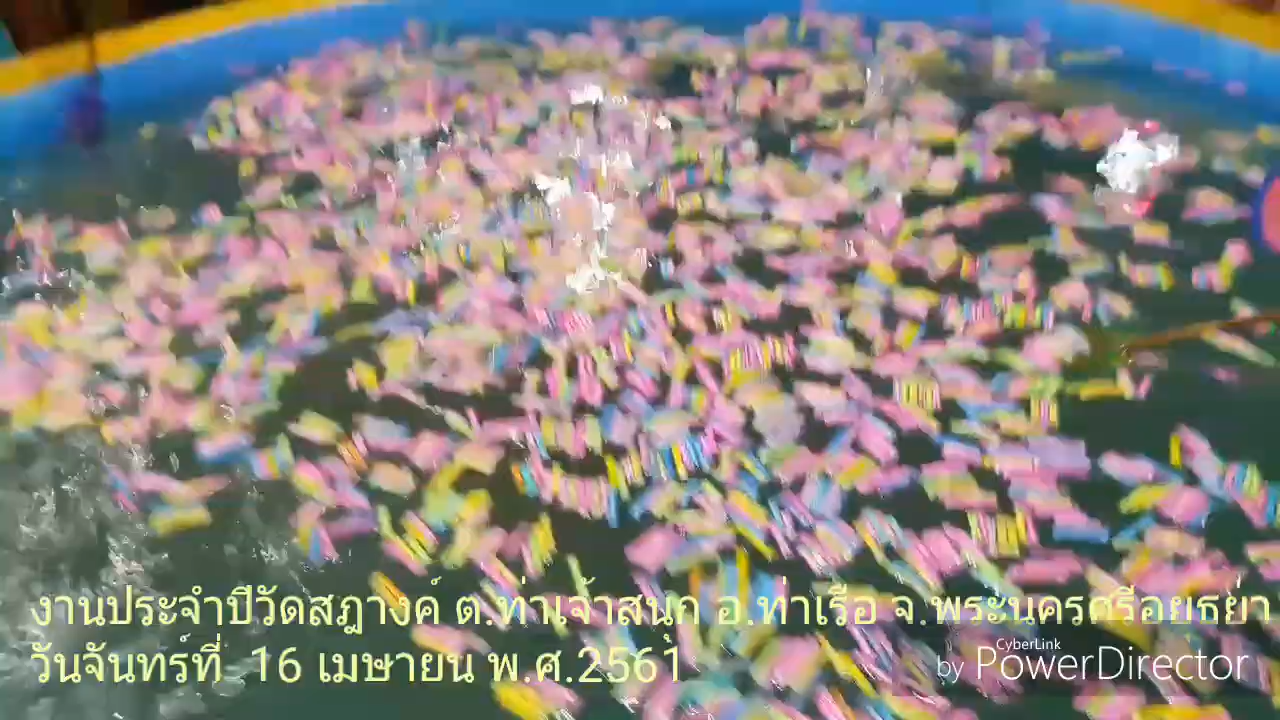 งานประจำปีวัดสฎางค์ ต.ท่าเจ้าสนุก อ.ท่าเรือ จ.พระนครศรีอยุธยา
วันจันทร์ที่ 16 เมษายน พ.ศ.2561
CyberLink
by PowerDirector